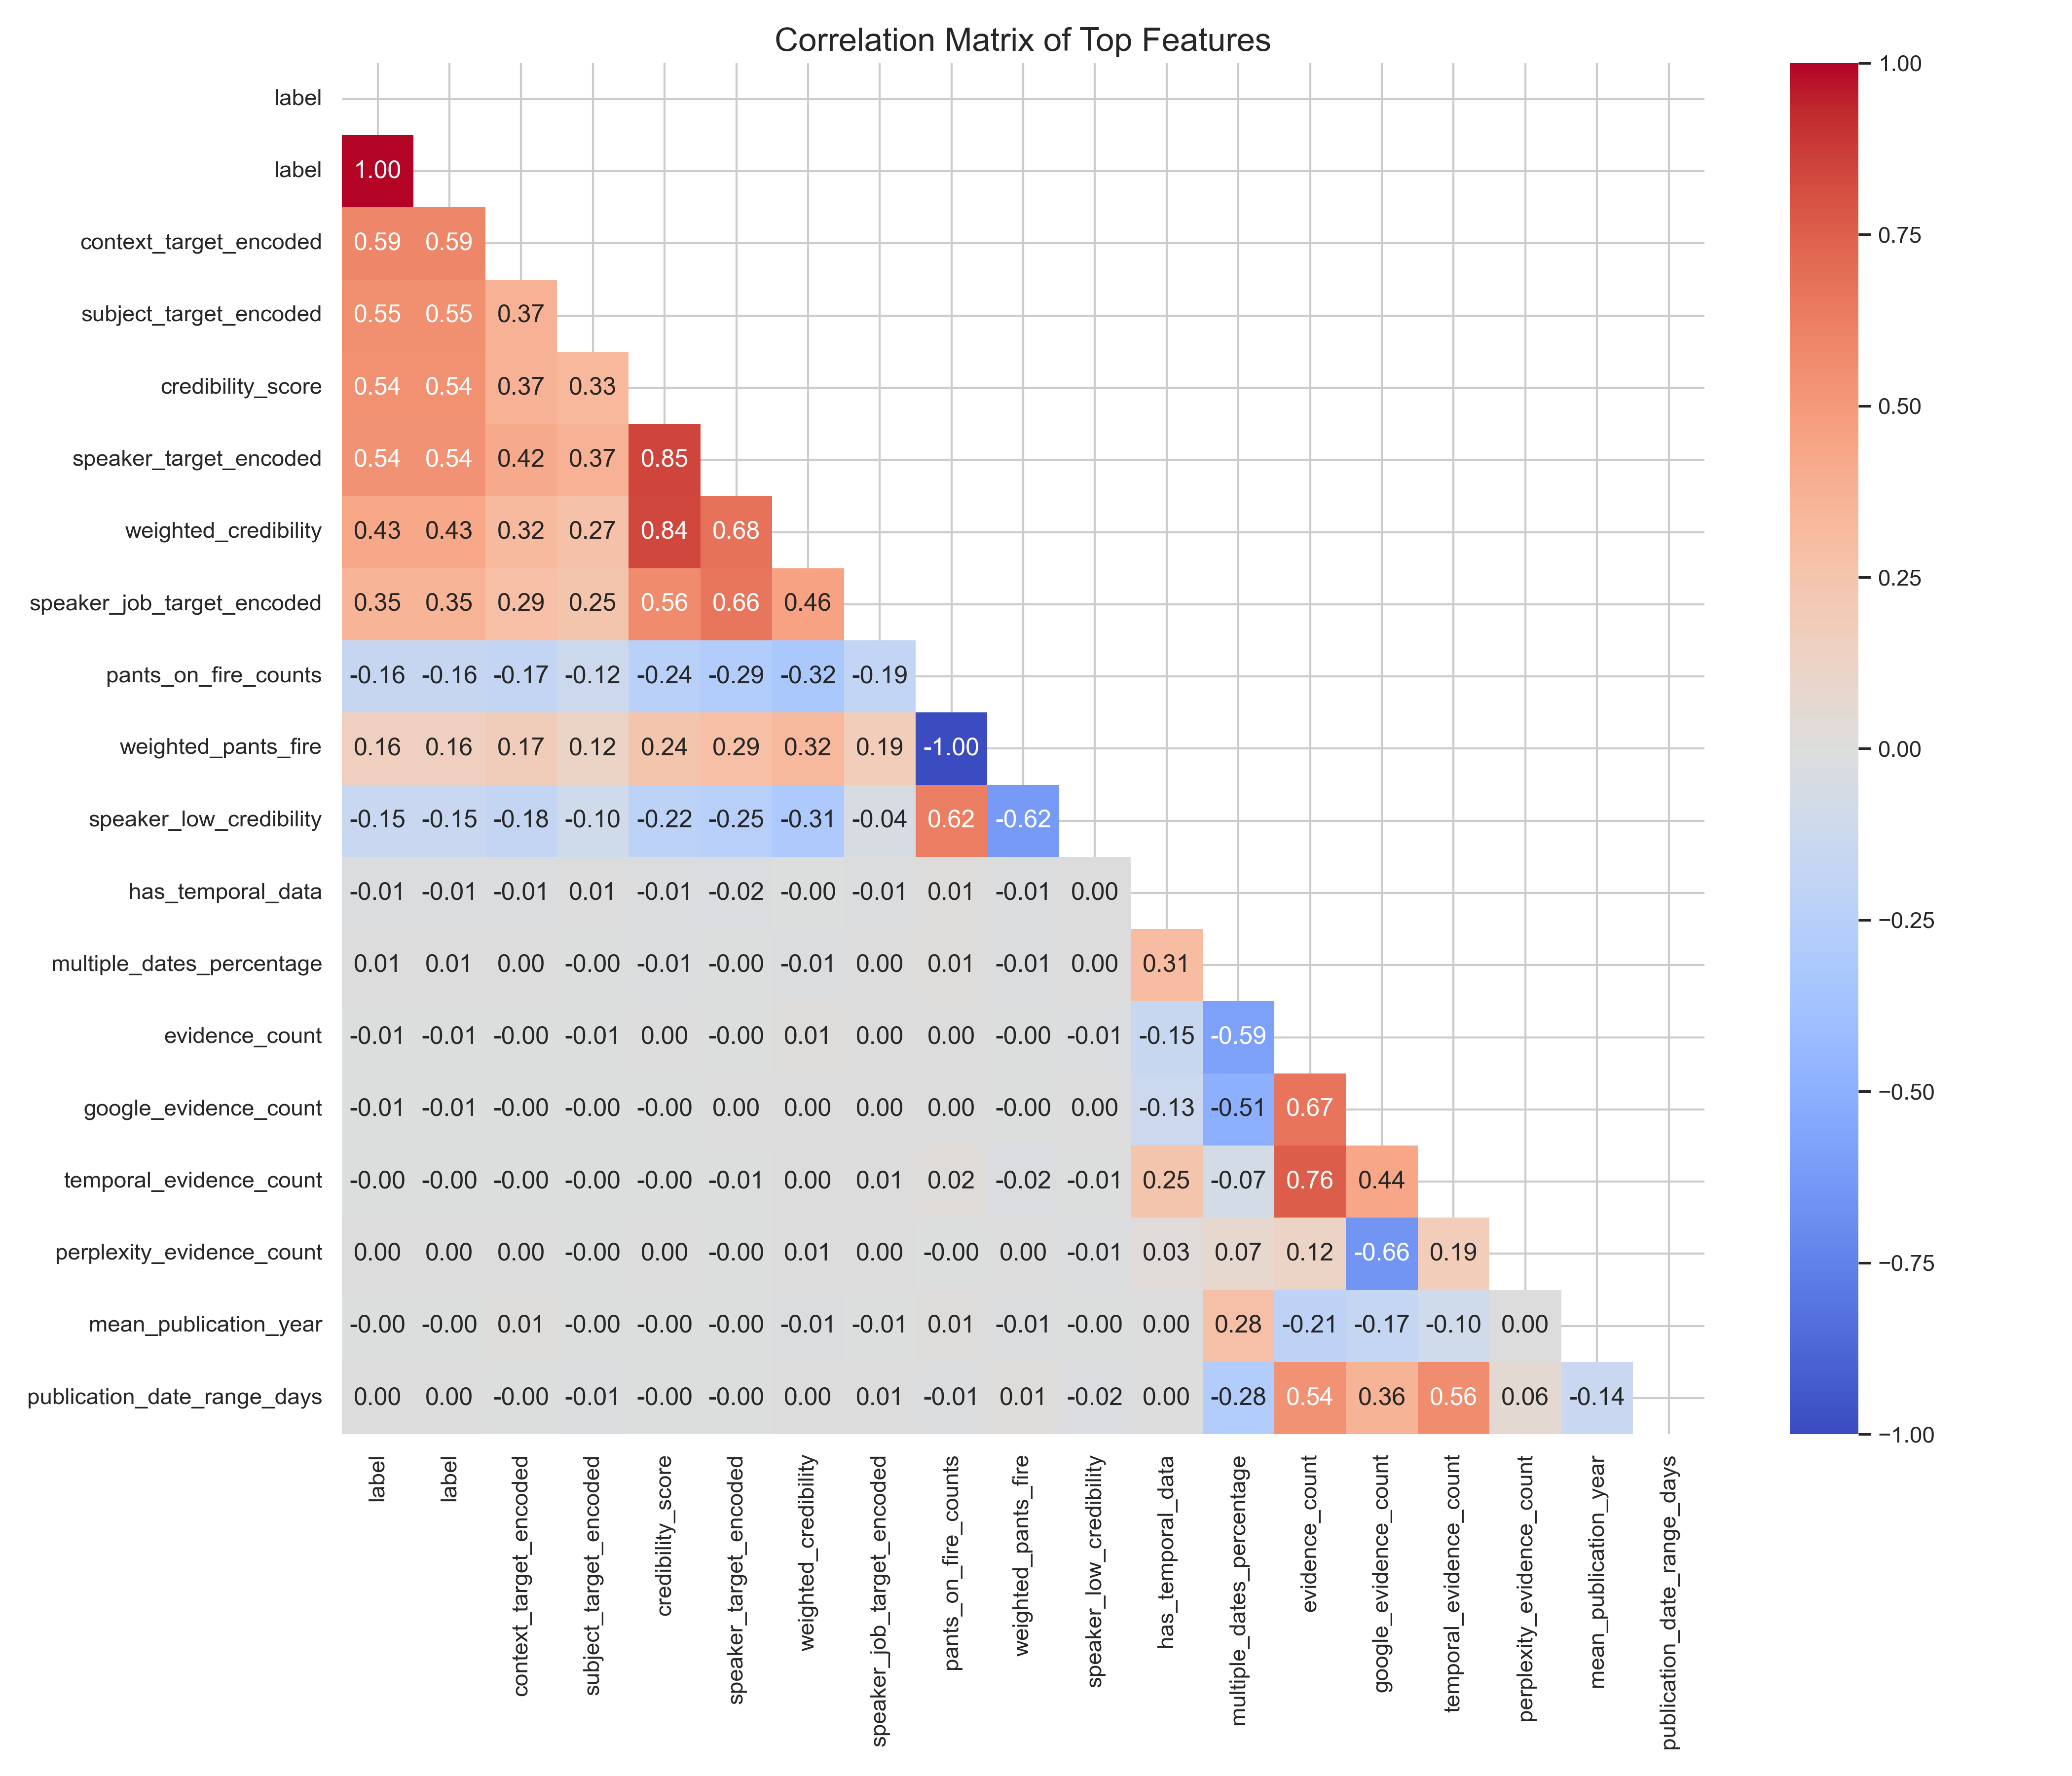 Correlation Matrix of Top Features
label
label
1.00
context_target_encoded
0.59 0.59
subject_target_encoded
0.55 0.55 0.37
credibility_score
0.54 0.54 0.37 0.33
speaker_target_encoded
0.54 0.54 0.42 0.37 0.85
weighted_credibility
0.43 0.43 0.32 0.27 0.84 0.68
speaker_job_target_encoded
0.35 0.35 0.29 0.25 0.56 0.66 0.46
pants_on_fire_counts
-0.16 -0.16 -0.17 -0.12 -0.24 -0.29 -0.32 -0.19
weighted_pants_fire
0.16 0.16 0.17 0.12 0.24 0.29 0.32 0.19 -1.00
speaker_low_credibility
-0.15 -0.15 -0.18 -0.10 -0.22 -0.25 -0.31 -0.04 0.62 -0.62
has_temporal_data
-0.01 -0.01 -0.01 0.01 -0.01 -0.02 -0.00 -0.01 0.01 -0.01 0.00
multiple_dates_percentage
0.01 0.01 0.00 -0.00 -0.01 -0.00 -0.01 0.00 0.01 -0.01 0.00 0.31
evidence_count
-0.01 -0.01 -0.00 -0.01 0.00 -0.00 0.01 0.00 0.00 -0.00 -0.01 -0.15 -0.59
google_evidence_count
-0.01 -0.01 -0.00 -0.00 -0.00 0.00 0.00 0.00 0.00 -0.00 0.00 -0.13 -0.51 0.67
temporal_evidence_count
-0.00 -0.00 -0.00 -0.00 -0.00 -0.01 0.00 0.01 0.02 -0.02 -0.01 0.25 -0.07 0.76 0.44
perplexity_evidence_count
0.00 0.00 0.00 -0.00 0.00 -0.00 0.01 0.00 -0.00 0.00 -0.01 0.03 0.07 0.12 -0.66 0.19
mean_publication_year
-0.00 -0.00 0.01 -0.00 -0.00 -0.00 -0.01 -0.01 0.01 -0.01 -0.00 0.00 0.28 -0.21 -0.17 -0.10 0.00
publication_date_range_days
0.00 0.00 -0.00 -0.01 -0.00 -0.00 0.00 0.01 -0.01 0.01 -0.02 0.00 -0.28 0.54 0.36 0.56 0.06 -0.14
label
label
context_target_encoded
subject_target_encoded
credibility_score
speaker_target_encoded
weighted_credibility
speaker_job_target_encoded
pants_on_fire_counts
weighted_pants_fire
speaker_low_credibility
has_temporal_data
multiple_dates_percentage
evidence_count
google_evidence_count
temporal_evidence_count
perplexity_evidence_count
mean_publication_year
publication_date_range_days
1.00
0.75
0.50
0.25
0.00
−0.25
−0.50
−0.75
−1.00